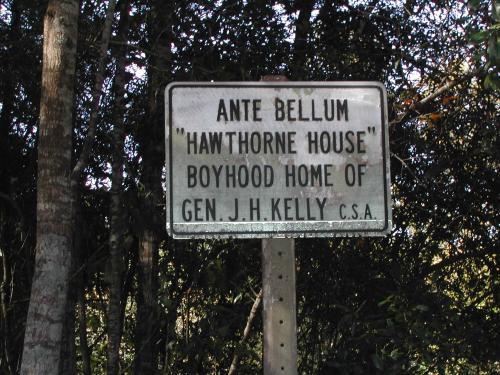 ANTE BELLUM
"HAWTHORNE HOUSE"
BOYHOOD HOME OF
GEN. J. H. KELLY C.S.A.